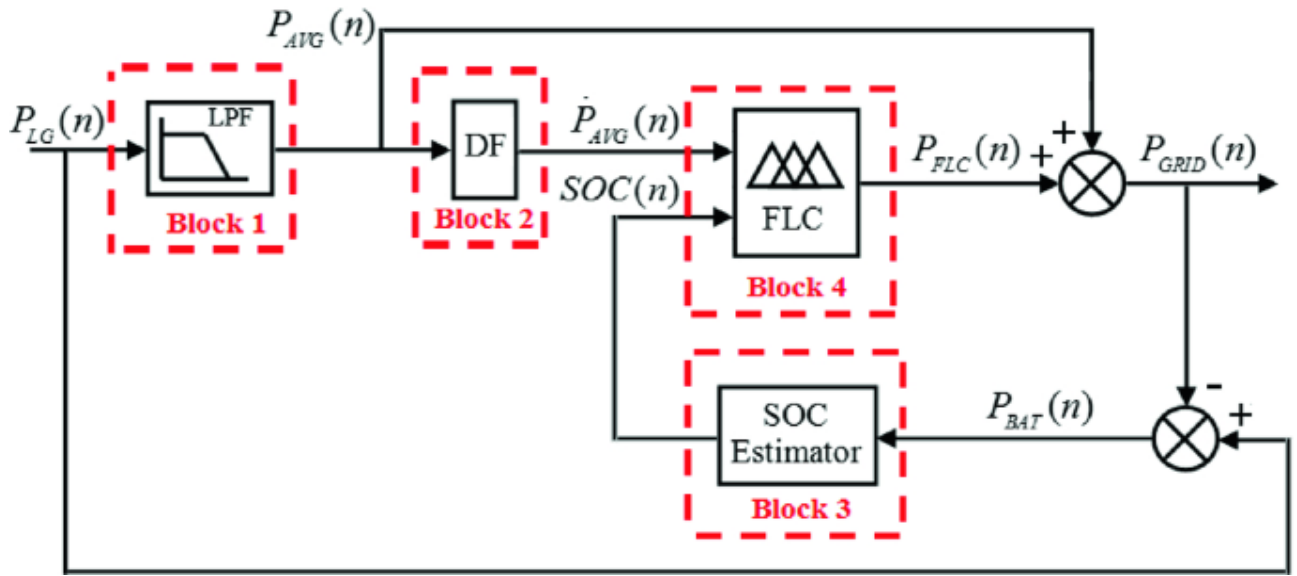 P_AVG(n)
P_LG(n)
LPF
Block 1
DF
Block 2
Ṗ_AVG(n)
SOC(n)
FLC
Block 4
P_FLC(n)
+
+
P_GRID(n)
SOC
Estimator
Block 3
P_BAT(n)
-
+